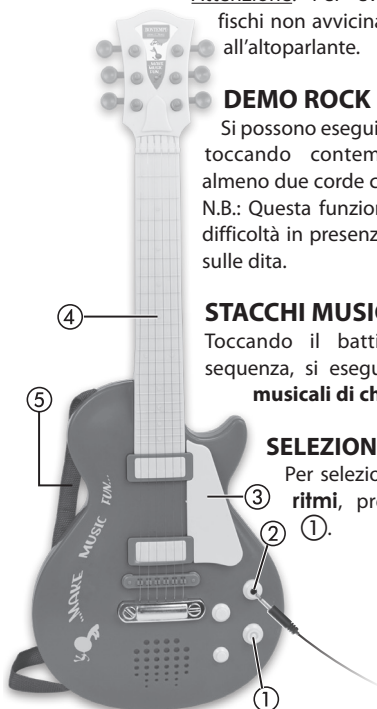 fischi non avvicina
all'altoparlante.
DEMO ROCK
Si possono esegui
toccando contem
almeno due corde c
N.B.: Questa funzion
difficoltà in presenz
sulle dita.
STACCHI MUSIC
Toccando il batti
sequenza, si esegu
musicali di ch
SELEZION
Per selezio
ritmi, pre
①.
④
⑤
③
②
①
...MAKE MUSIC FUN...